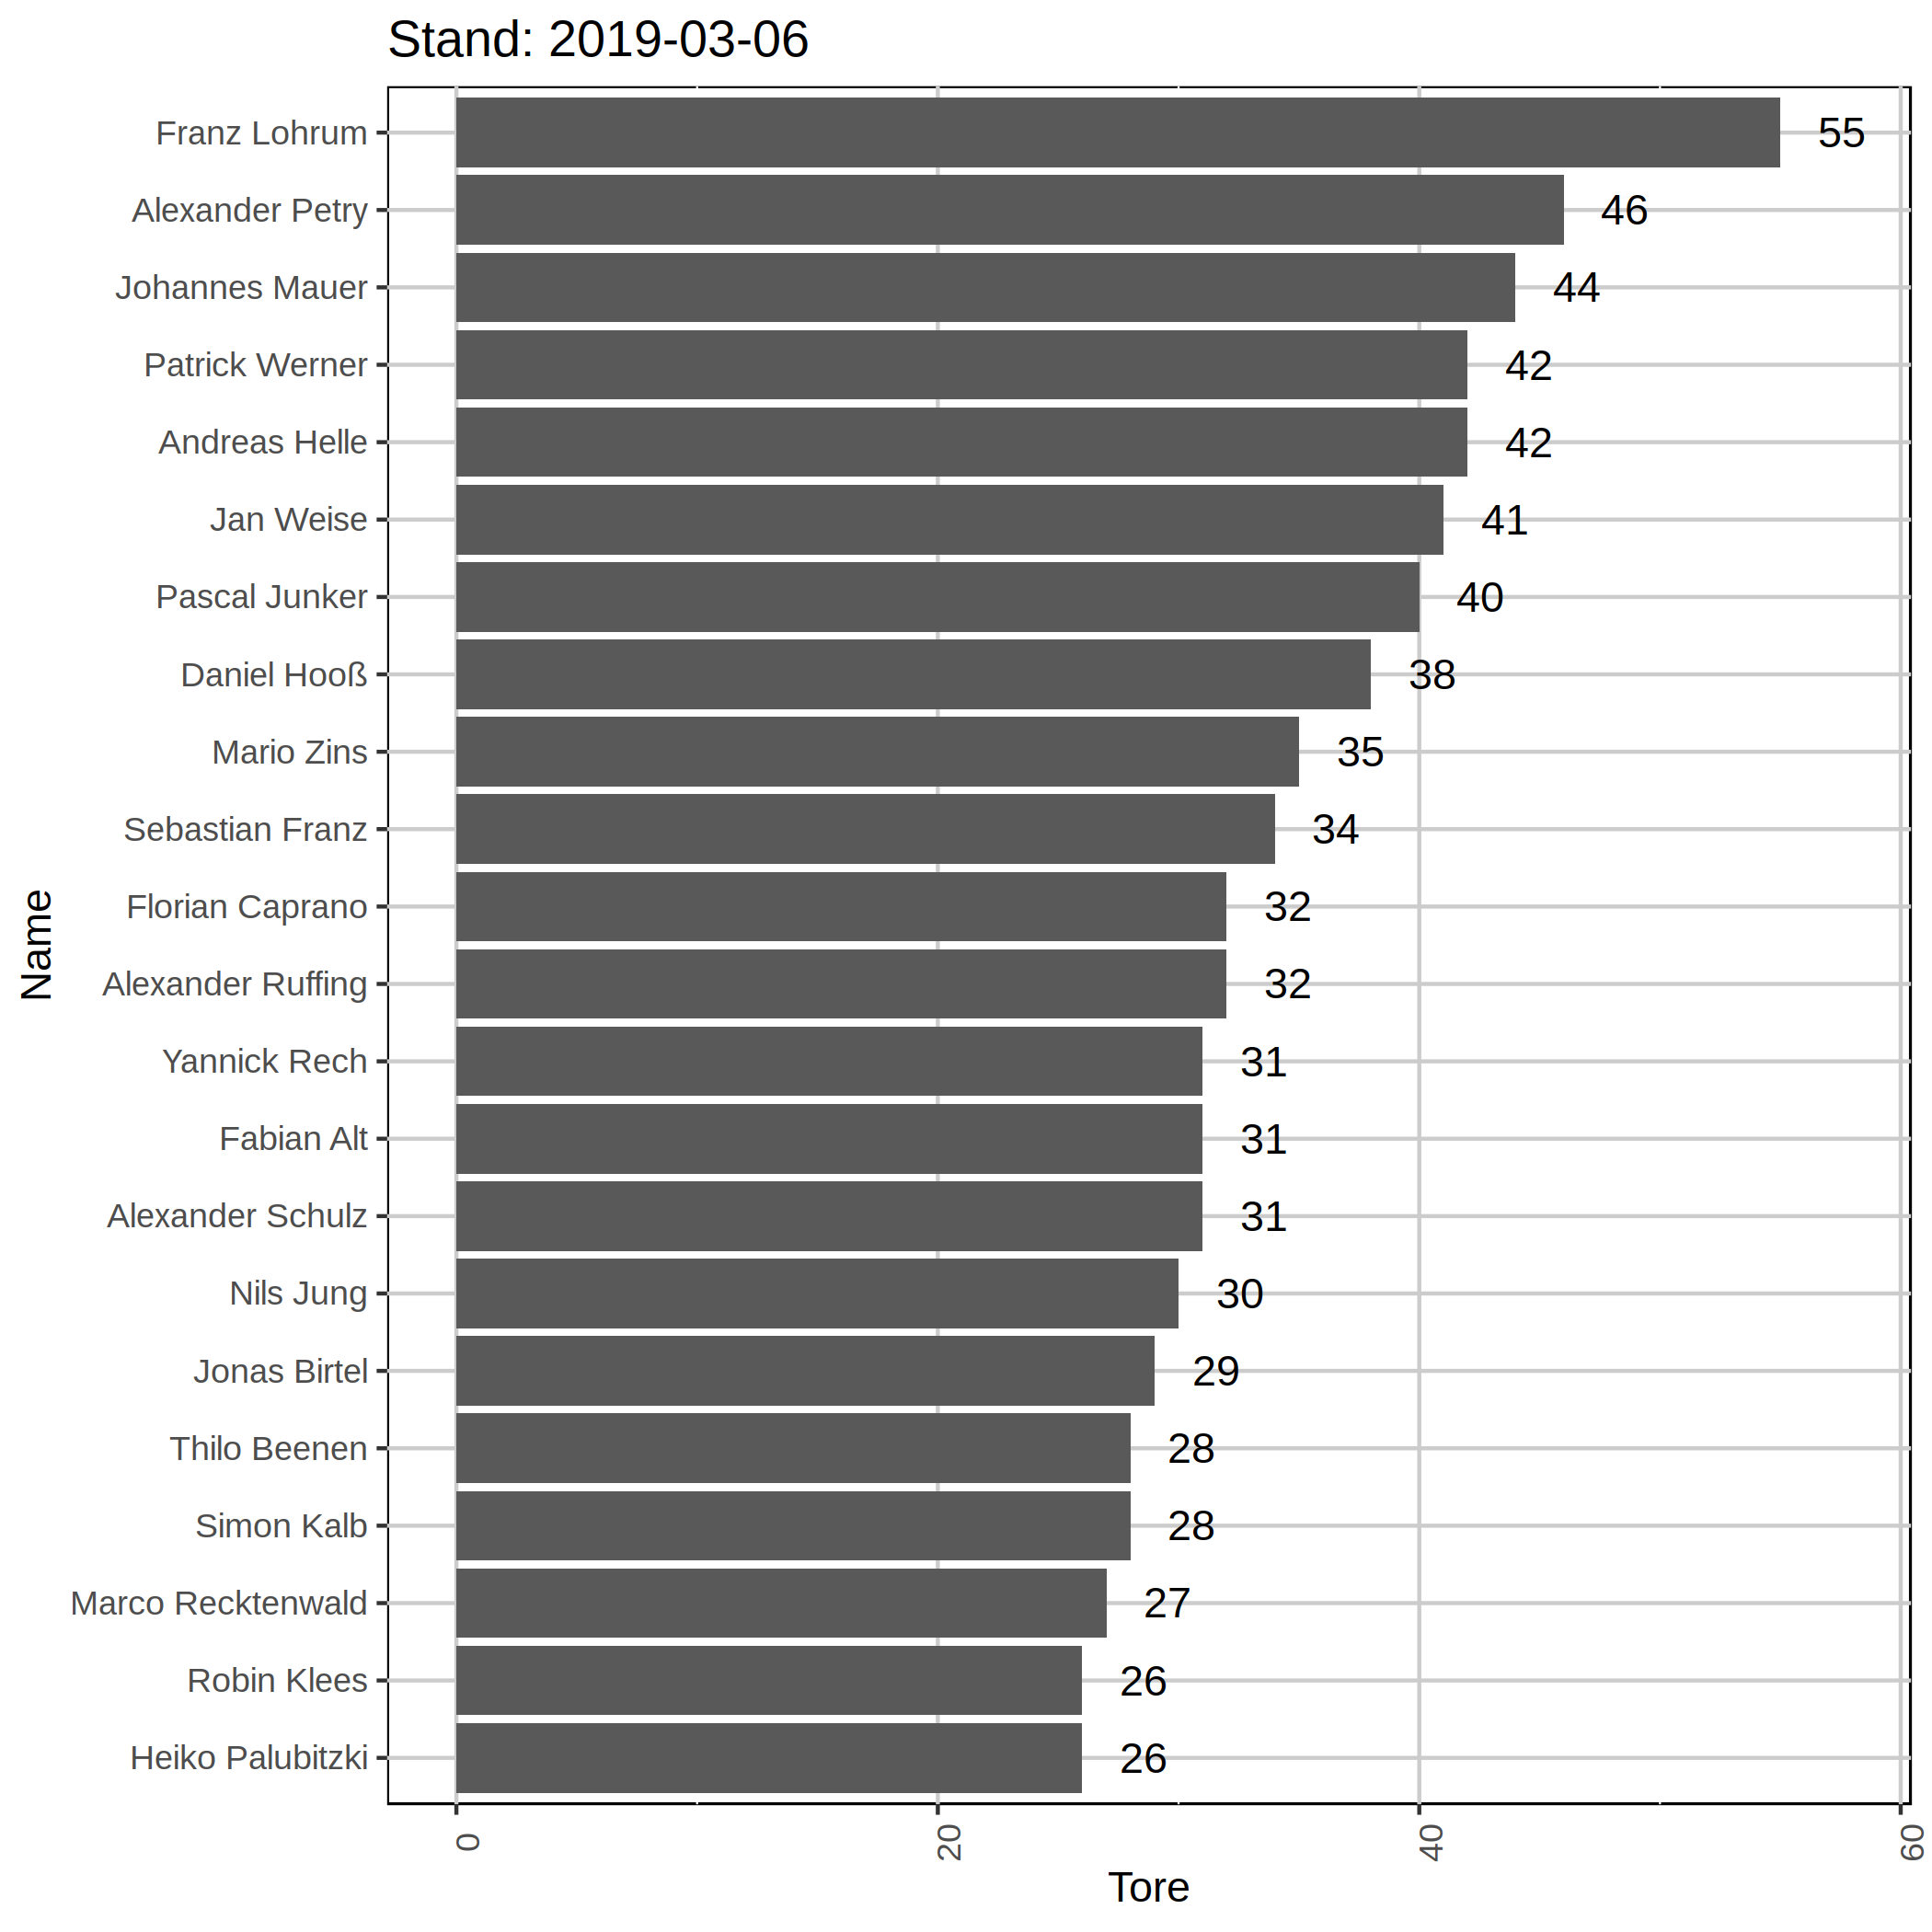 Stand: 2019-03-06
Franz Lohrum 55
Alexander Petry 46
Johannes Mauer 44
Patrick Werner 42
Andreas Helle 42
Jan Weise 41
Pascal Junker 40
Daniel Hooß 38
Mario Zins 35
Sebastian Franz 34
Florian Caprano 32
Alexander Ruffing 32
Yannick Rech 31
Fabian Alt 31
Alexander Schulz 31
Nils Jung 30
Jonas Birtel 29
Thilo Beenen 28
Simon Kalb 28
Marco Recktenwald 27
Robin Klees 26
Heiko Palubitzki 26
Name
0 20 40 60
Tore